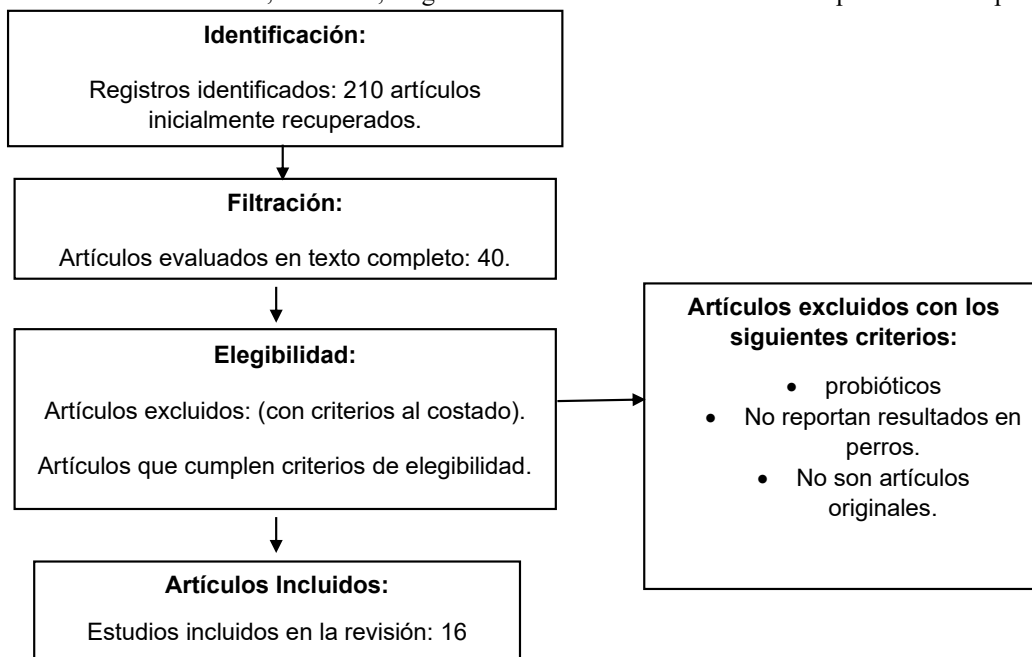 Identificación:
Registros identificados: 210 artículos
inicialmente recuperados.
Filtración:
Artículos evaluados en texto completo: 40.
Elegibilidad:
Artículos excluidos: (con criterios al costado).
Artículos que cumplen criterios de elegibilidad.
Artículos excluidos con los
siguientes criterios:
• probióticos
• No reportan resultados en
perros.
• No son artículos
originales.
Artículos Incluidos:
Estudios incluidos en la revisión: 16